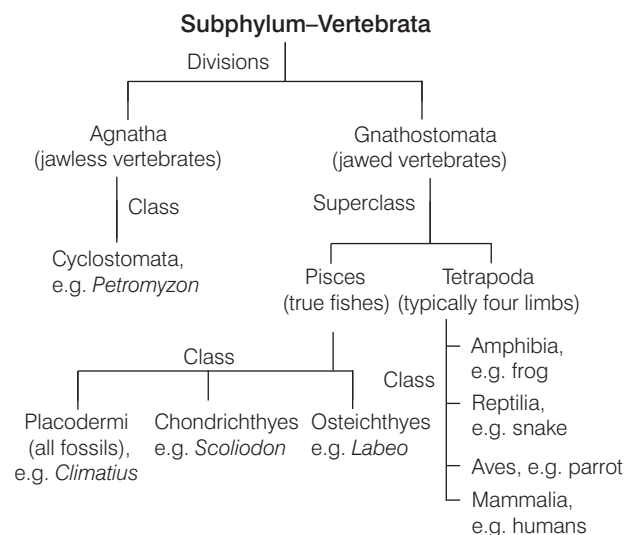 Subphylum–Vertebrata
Divisions
Agnatha
(jawless vertebrates)
Gnathostomata
(jawed vertebrates)
Class
Superclass
Cyclostomata,
e.g. Petromyzon
Pisces
(true fishes)
Tetrapoda
(typically four limbs)
Class
Placodermi
(all fossils),
e.g. Climatius
Chondrichthyes
e.g. Scoliodon
Osteichthyes
e.g. Labeo
Class
Amphibia,
e.g. frog
Reptilia,
e.g. snake
Aves, e.g. parrot
Mammalia,
e.g. humans